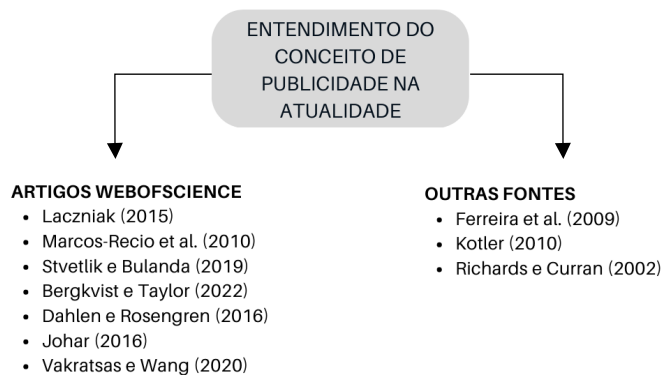 ENTENDIMENTO DO
CONCEITO DE
PUBLICIDADE NA
ATUALIDADE
ARTIGOS WEBOFSCIENCE
• Laczniak (2015)
• Marcos-Recio et al. (2010)
• Stvetlik e Bulanda (2019)
• Bergkvist e Taylor (2022)
• Dahlen e Rosengren (2016)
• Johar (2016)
• Vakratsas e Wang (2020)
OUTRAS FONTES
• Ferreira et al. (2009)
• Kotler (2010)
• Richards e Curran (2002)